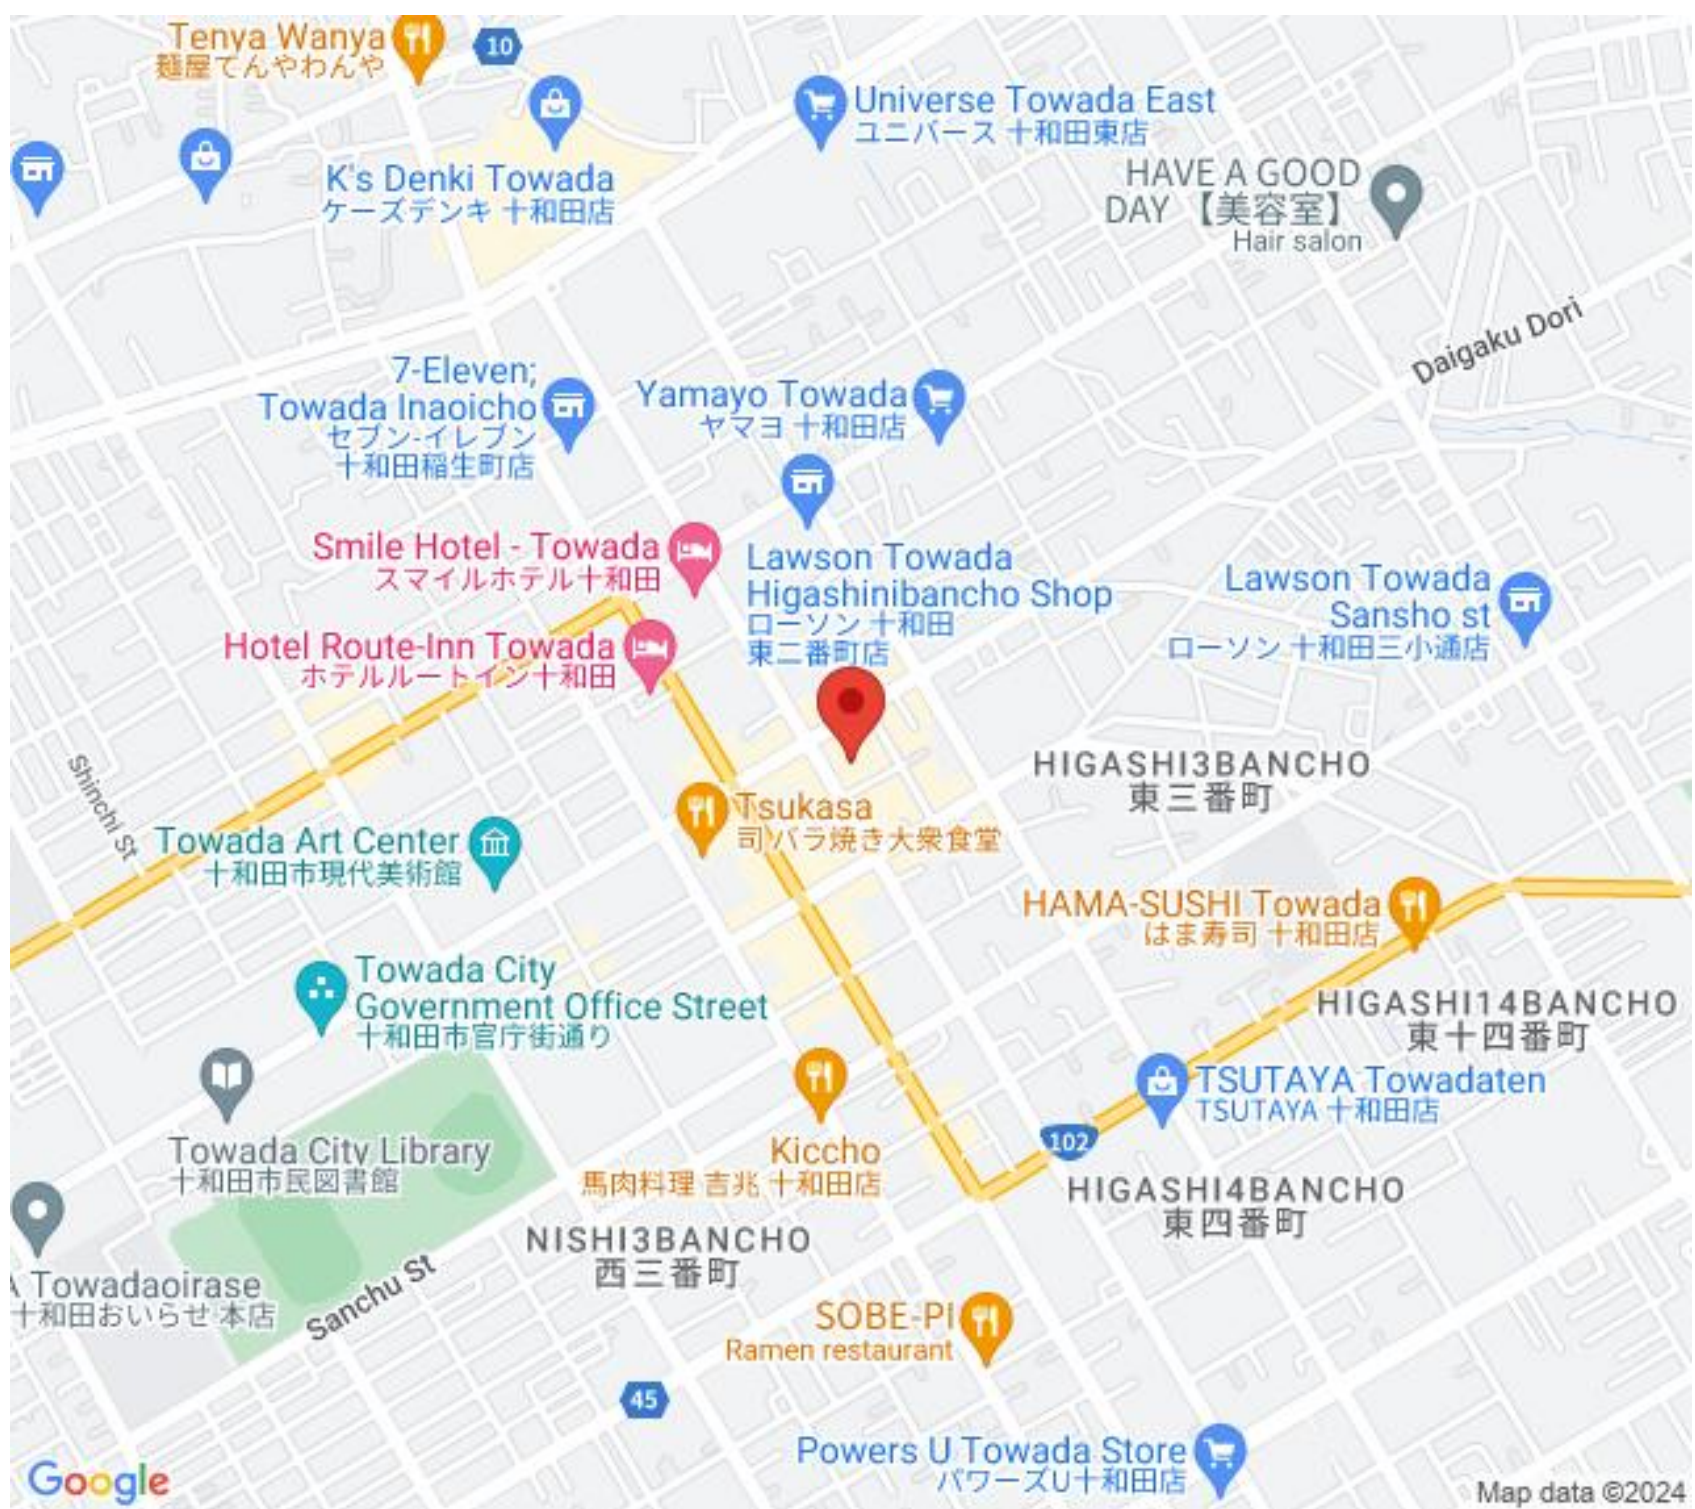 Tenya Wanya
麺屋てんやわんや
10
Universe Towada East
ユニバース 十和田東店
K's Denki Towada
ケーズデンキ 十和田店
HAVE A GOOD
DAY 【美容室】
Hair salon
Daigaku Dori
7-Eleven;
Towada Inaoicho
セブン-イレブン
十和田稲生町店
Yamayo Towada
ヤマヨ 十和田店
Smile Hotel - Towada
スマイルホテル十和田
Lawson Towada
Higashinibancho Shop
ローソン 十和田
東二番町店
Lawson Towada
Sansho st
ローソン 十和田三小通店
Hotel Route-Inn Towada
ホテルルートイン十和田
Shinchi St
HIGASHI3BANCHO
東三番町
Tsukasa
司 バラ焼き大衆食堂
Towada Art Center
十和田市現代美術館
HAMA-SUSHI Towada
はま寿司 十和田店
Towada City
Government Office Street
十和田市官庁街通り
HIGASHI14BANCHO
東十四番町
TSUTAYA Towadaten
TSUTAYA 十和田店
102
Towada City Library
十和田市民図書館
Kiccho
馬肉料理 吉兆 十和田店
HIGASHI4BANCHO
東四番町
NISHI3BANCHO
西三番町
A Towadaoirase
十和田おいらせ 本店
Sanchu St
SOBE-PI
Ramen restaurant
45
Powers U Towada Store
パワーズU十和田店
Google
Map data ©2024